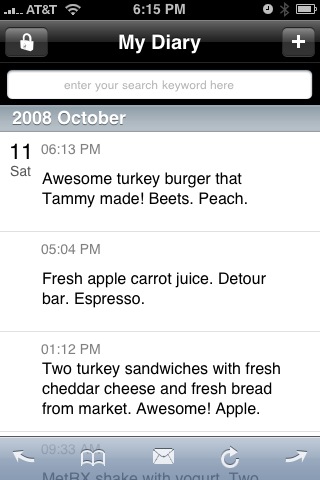 AT&T 6:15 PM
My Diary +
enter your search keyword here
2008 October
11 06:13 PM
Sat
Awesome turkey burger that
Tammy made! Beets. Peach.
05:04 PM
Fresh apple carrot juice. Detour
bar. Espresso.
01:12 PM
Two turkey sandwiches with fresh
cheddar cheese and fresh bread
from market. Awesome! Apple.
09:33 AM
MetRX shake with yogurt. Two